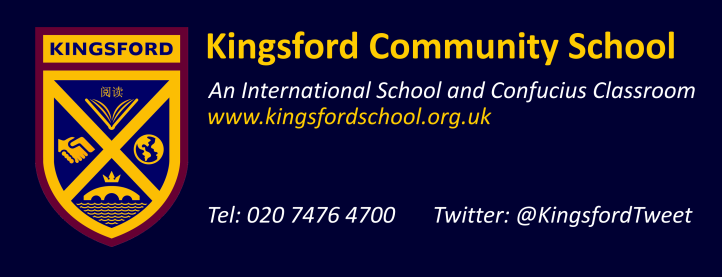 KINGSFORD
阅读
Kingsford Community School
An International School and Confucius Classroom
www.kingsfordschool.org.uk
Tel: 020 7476 4700 Twitter: @KingsfordTweet